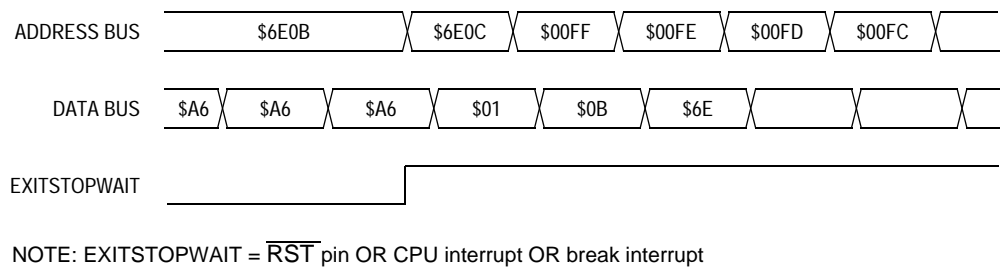 ADDRESS BUS $6E0B $6E0C $00FF $00FE $00FD $00FC
DATA BUS $A6 $A6 $A6 $01 $0B $6E
EXITSTOPWAIT
NOTE: EXITSTOPWAIT = RST pin OR CPU interrupt OR break interrupt